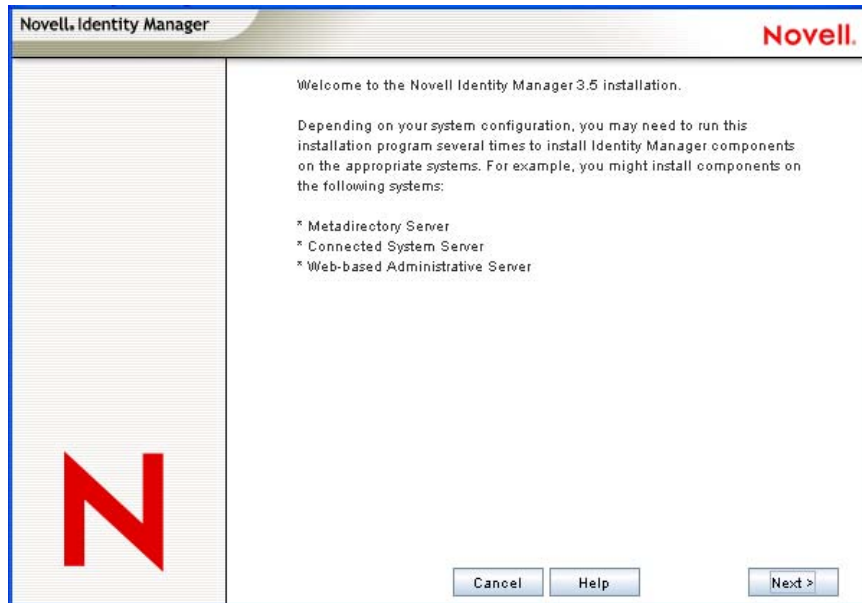 Novell. Identity Manager
Novell.
Welcome to the Novell Identity Manager 3.5 installation.
Depending on your system configuration, you may need to run this
installation program several times to install Identity Manager components
on the appropriate systems. For example, you might install components on
the following systems:
* Metadirectory Server
* Connected System Server
* Web-based Administrative Server
N
Cancel Help Next >